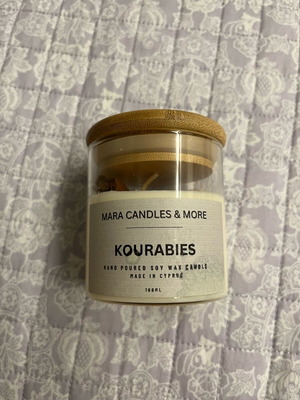 MARA CANDLES & MORE
KOURABIES
HAND POURED SOY WAX CANDLE
MADE IN CYPRUS
160ML